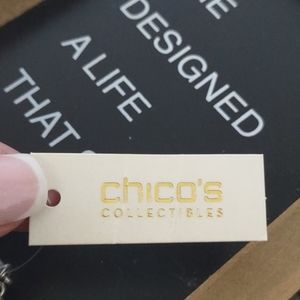 DESIGNED
A LIFE
THAT
chico's
COLLECTIBLES